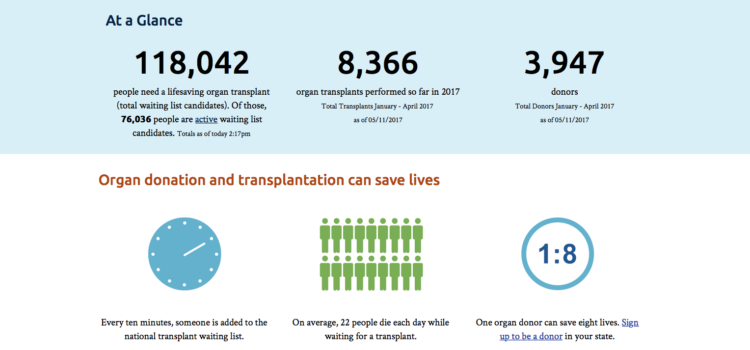 At a Glance
118,042
people need a lifesaving organ transplant
(total waiting list candidates). Of those,
76,036 people are active waiting list
candidates. Totals as of today 2:17pm
8,366
organ transplants performed so far in 2017
Total Transplants January - April 2017
as of 05/11/2017
3,947
donors
Total Donors January - April 2017
as of 05/11/2017
Organ donation and transplantation can save lives
Every ten minutes, someone is added to the
national transplant waiting list.
On average, 22 people die each day while
waiting for a transplant.
1:8
One organ donor can save eight lives. Sign
up to be a donor in your state.